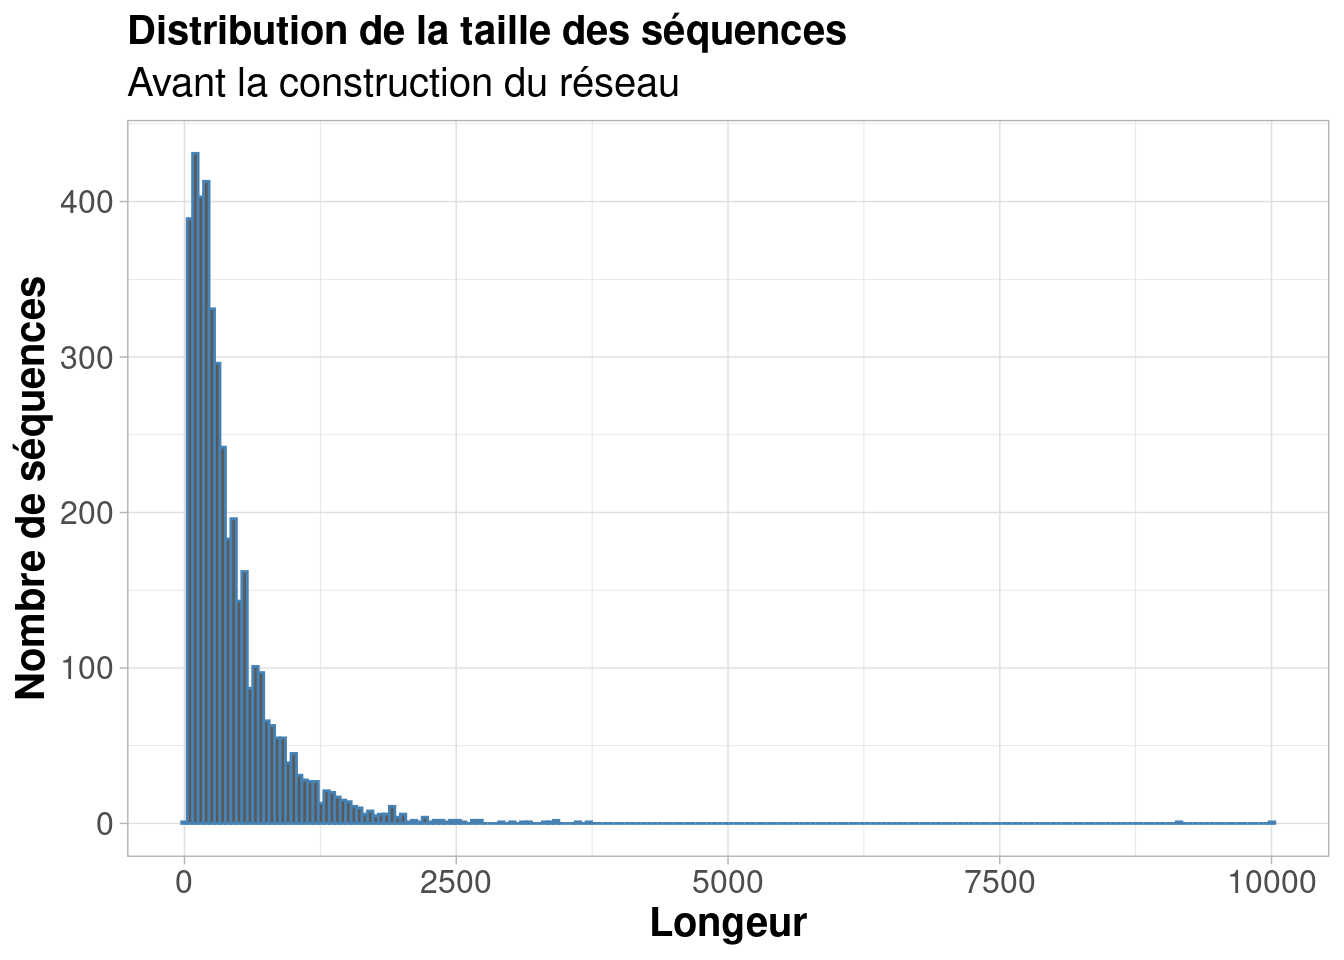 Distribution de la taille des séquences
Avant la construction du réseau
400
300
200
100
0
Nombre de séquences
0 2500 5000 7500 10000
Longeur